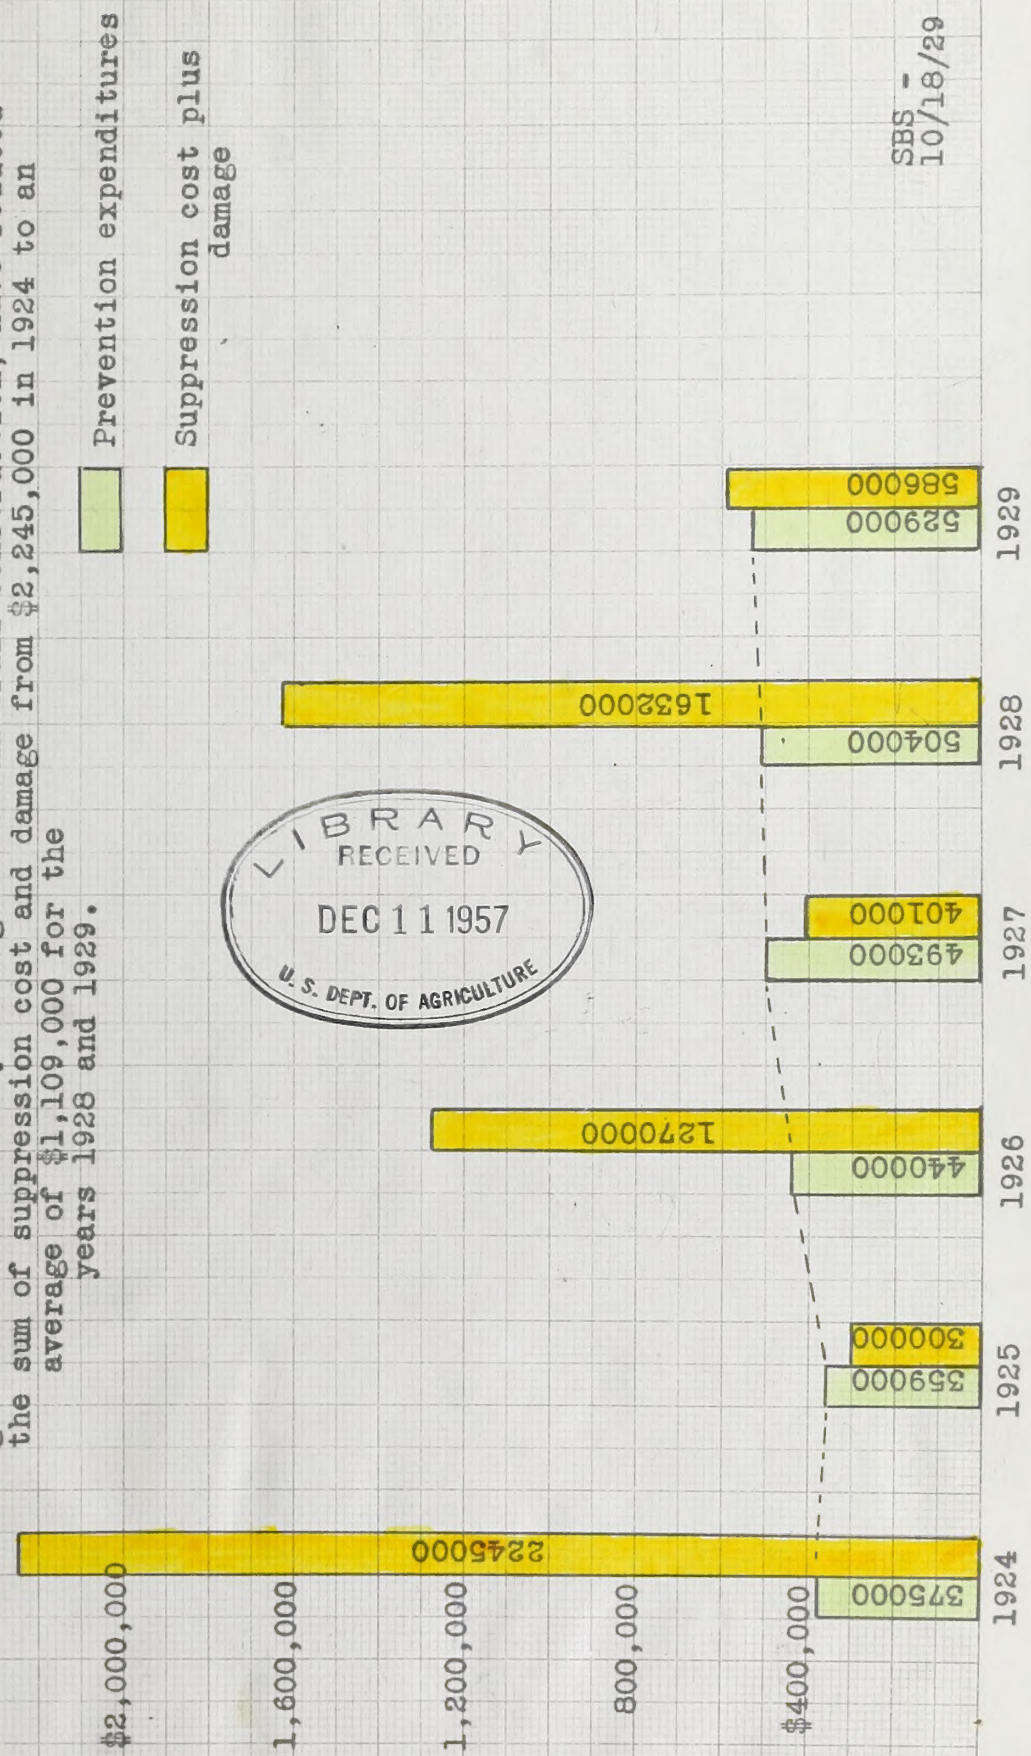 the sum of suppression cost and damage from $2,245,000 in 1924 to an
average of $1,109,000 for the
years 1928 and 1929.
Prevention expenditures
Suppression cost plus
damage
$2,000,000
1,600,000
1,200,000
800,000
$400,000
375000
2245000
359000
300000
440000
1270000
493000
401000
504000
1632000
529000
586000
1924
1925
1926
1927
1928
1929
LIBRARY
RECEIVED
DEC 11 1957
U. S. DEPT. OF AGRICULTURE
SBS -
10/18/29